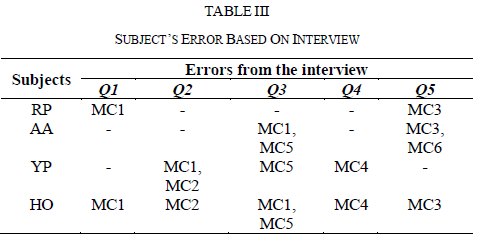 TABLE III
SUBJECT'S ERROR BASED ON INTERVIEW
Subjects Errors from the interview
Q1 Q2 Q3 Q4 Q5
RP MC1 - - - MC3
AA - - MC1, - MC3,
MC5 MC6
YP - MC1, MC5 MC4 -
MC2
HO MC1 MC2 MC1, MC4 MC3
MC5